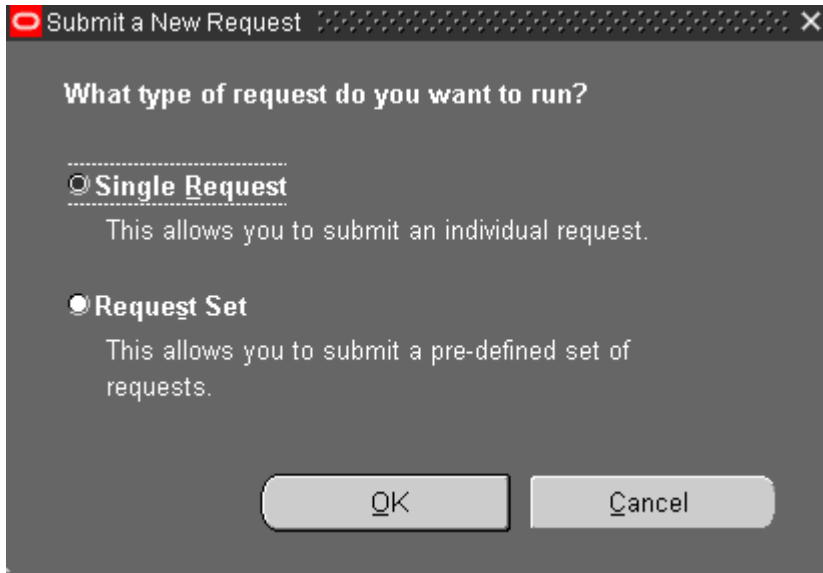 Submit a New Request
What type of request do you want to run?
Single Request
This allows you to submit an individual request.
Request Set
This allows you to submit a pre-defined set of
requests.
OK Cancel